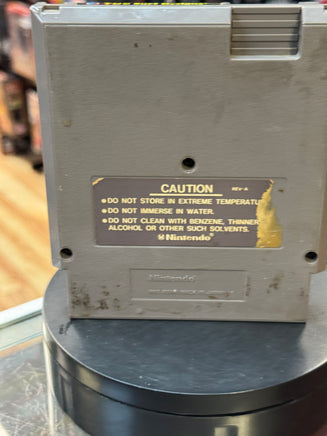 CAUTION REV-A
•DO NOT STORE IN EXTREME TEMPERATU
•DO NOT IMMERSE IN WATER.
•DO NOT CLEAN WITH BENZENE, THINNER
ALCOHOL OR OTHER SUCH SOLVENTS.
Nintendo®
Nintendo